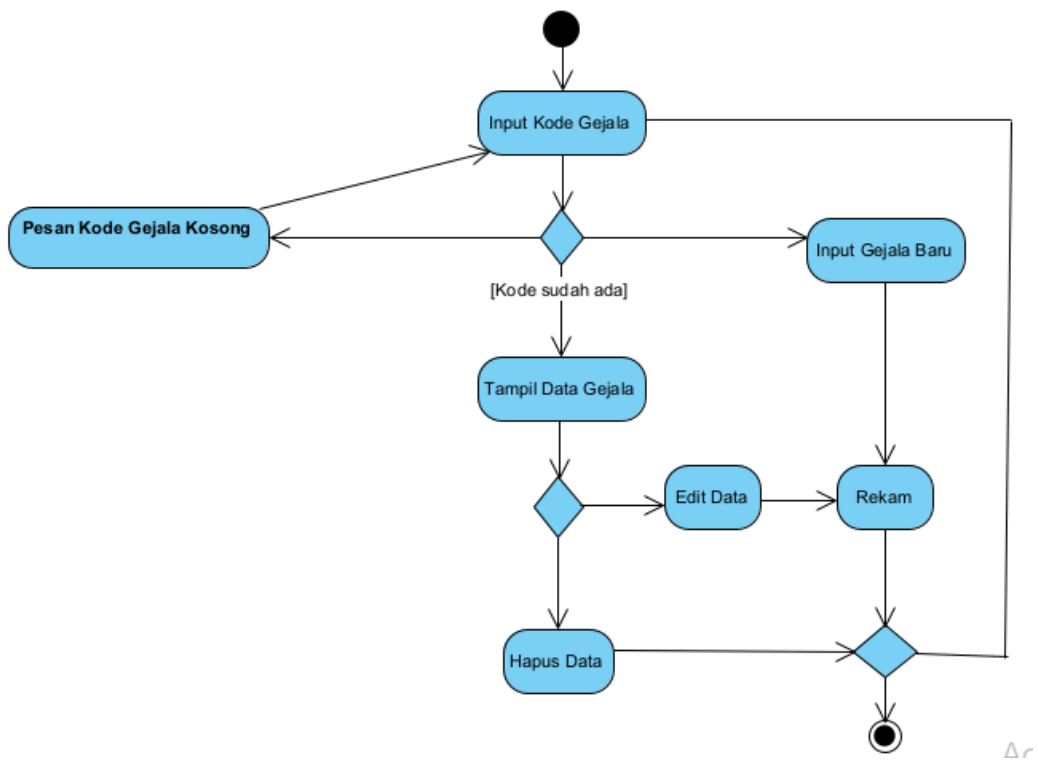 Input Kode Gejala
Pesan Kode Gejala Kosong
Input Gejala Baru
[Kode sudah ada]
Tampil Data Gejala
Edit Data
Rekam
Hapus Data